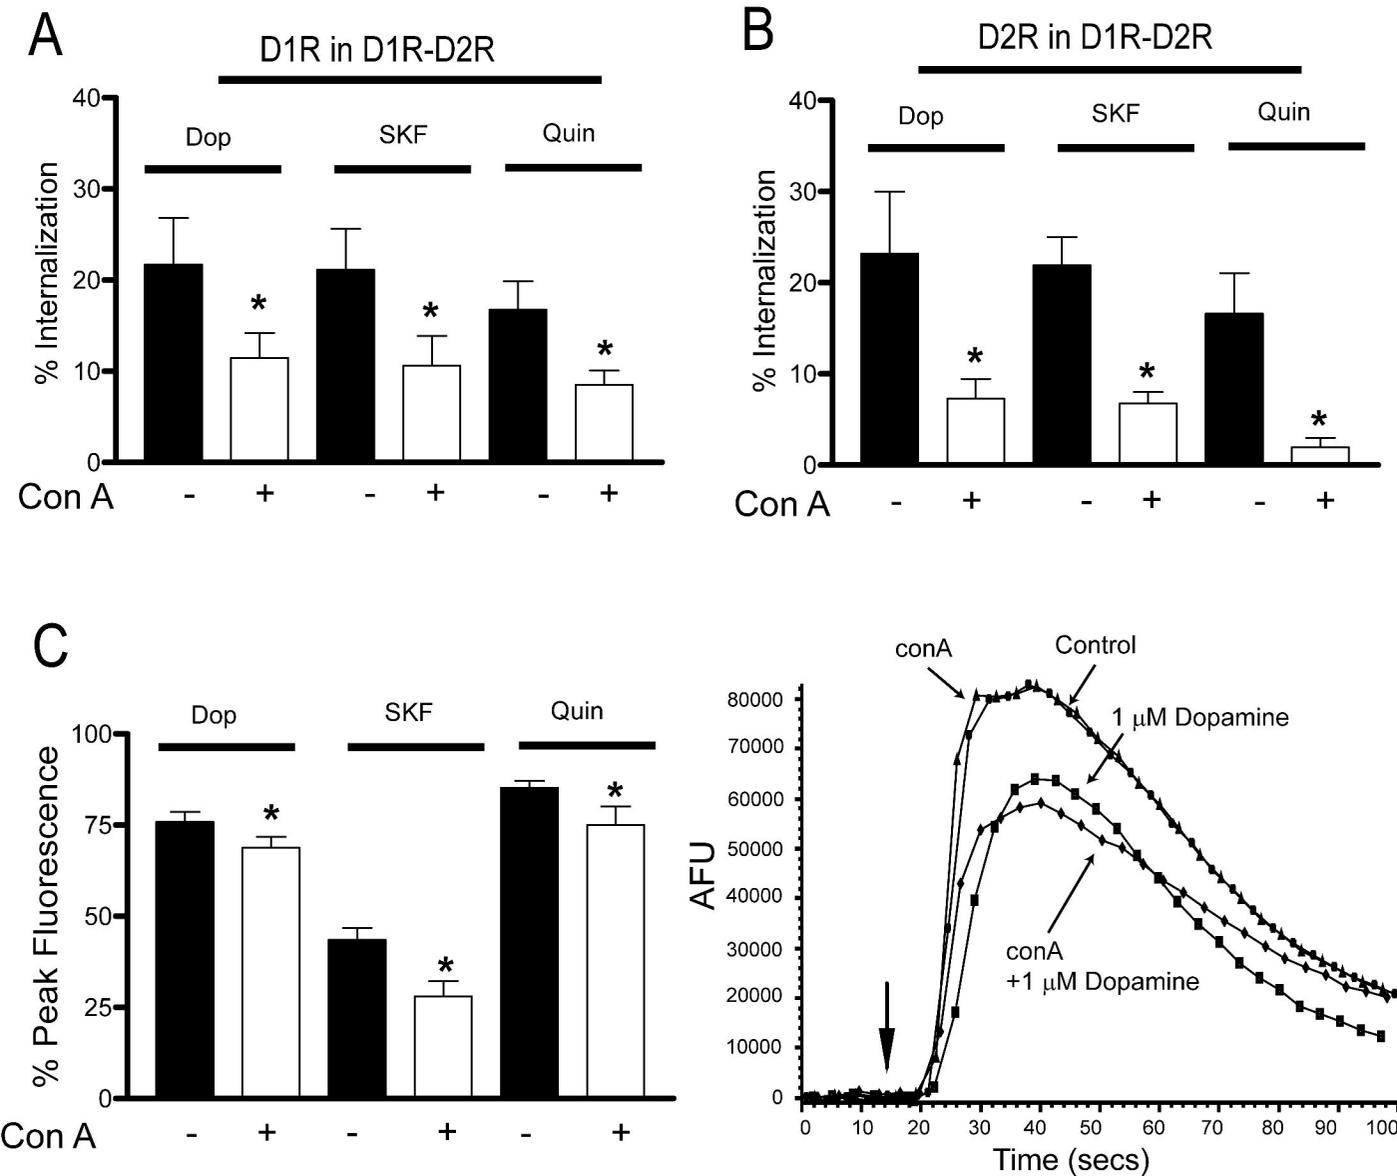 A
D1R in D1R-D2R
Dop SKF Quin
% Internalization
40
30
20
10
0
* * *
Con A - + - + - +
B
D2R in D1R-D2R
Dop SKF Quin
% Internalization
40
30
20
10
0
* * *
Con A - + - + - +
C
Dop SKF Quin
% Peak Fluorescence
100
75
50
25
0
* * *
Con A - + - + - +
conA
Control
1 μM Dopamine
conA
+1 μM Dopamine
AFU
80000
70000
60000
50000
40000
30000
20000
10000
0
0 10 20 30 40 50 60 70 80 90 100
Time (secs)